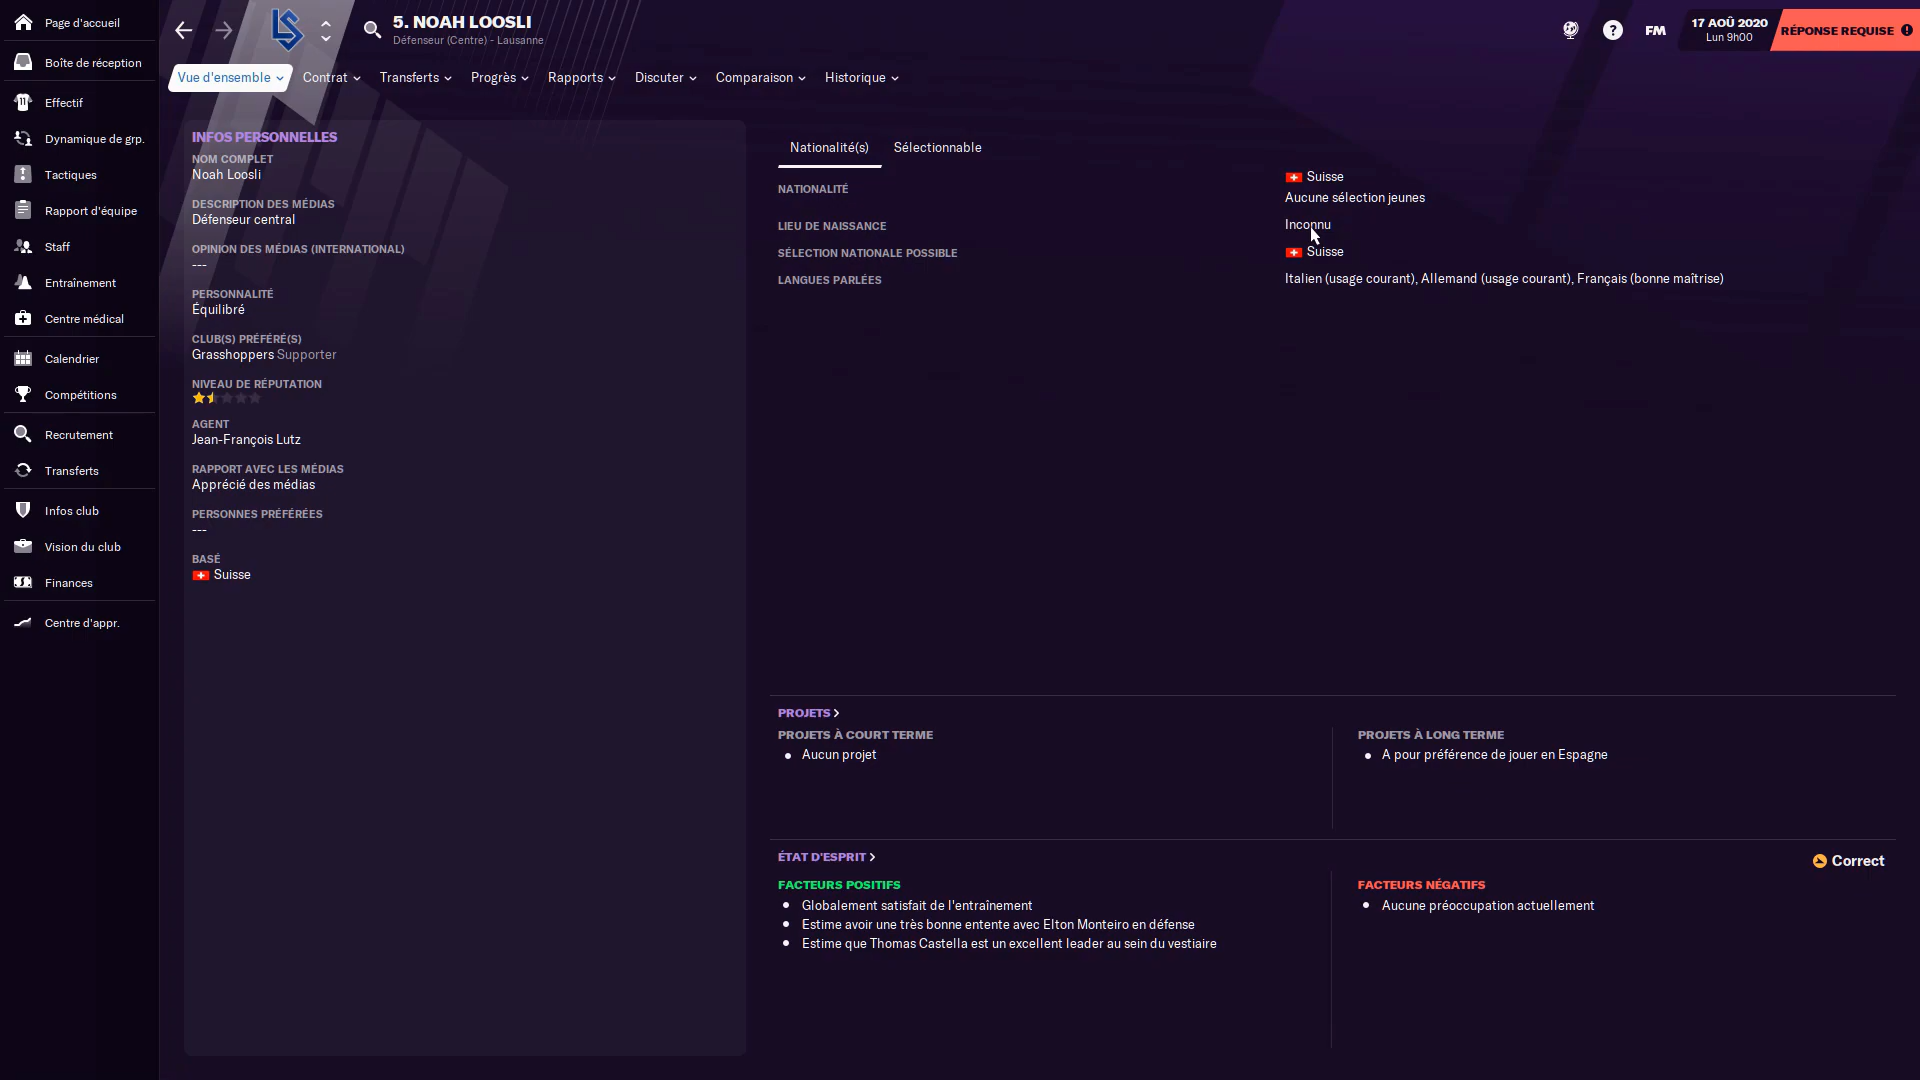 Page d'accueil
Boîte de réception
Effectif
Dynamique de grp.
Tactiques
Rapport d'équipe
Staff
Entraînement
Centre médical
Calendrier
Compétitions
Recrutement
Transferts
Infos club
Vision du club
Finances
Centre d'appr.
5. NOAH LOOSLI
Défenseur (Centre) - Lausanne
FM
17 AOÛ 2020
Lun 9h00
RÉPONSE REQUISE
Vue d'ensemble
Contrat
Transferts
Progrès
Rapports
Discuter
Comparaison
Historique
INFOS PERSONNELLES
NOM COMPLET
Noah Loosli
DESCRIPTION DES MÉDIAS
Défenseur central
OPINION DES MÉDIAS (INTERNATIONAL)
---
PERSONNALITÉ
Équilibré
CLUB(S) PRÉFÉRÉ(S)
Grasshoppers Supporter
NIVEAU DE RÉPUTATION
AGENT
Jean-François Lutz
RAPPORT AVEC LES MÉDIAS
Apprécié des médias
PERSONNES PRÉFÉRÉES
---
BASÉ
Suisse
Nationalité(s)
Sélectionnable
NATIONALITÉ
Suisse
Aucune sélection jeunes
LIEU DE NAISSANCE
Inconnu
SÉLECTION NATIONALE POSSIBLE
Suisse
LANGUES PARLÉES
Italien (usage courant), Allemand (usage courant), Français (bonne maîtrise)
PROJETS
PROJETS À COURT TERME
Aucun projet
PROJETS À LONG TERME
A pour préférence de jouer en Espagne
ÉTAT D'ESPRIT
Correct
FACTEURS POSITIFS
Globalement satisfait de l'entraînement
Estime avoir une très bonne entente avec Elton Monteiro en défense
Estime que Thomas Castella est un excellent leader au sein du vestiaire
FACTEURS NÉGATIFS
Aucune préoccupation actuellement